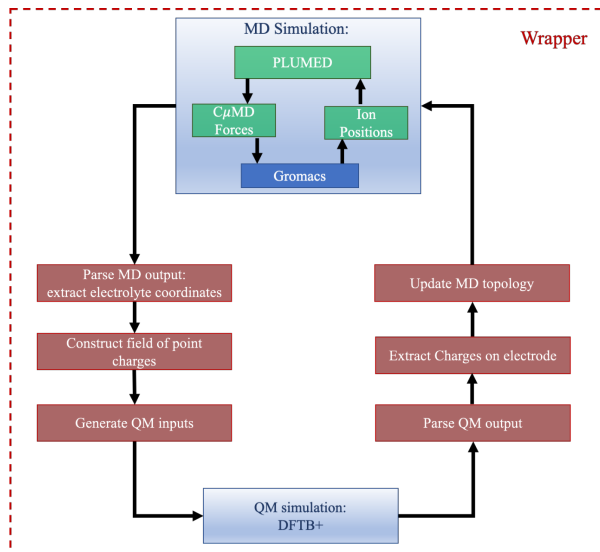 MD Simulation:
Wrapper
PLUMED
CμMD
Forces
Ion
Positions
Gromacs
Parse MD output:
extract electrolyte coordinates
Construct field of point
charges
Generate QM inputs
QM simulation:
DFTB+
Parse QM output
Extract Charges on electrode
Update MD topology